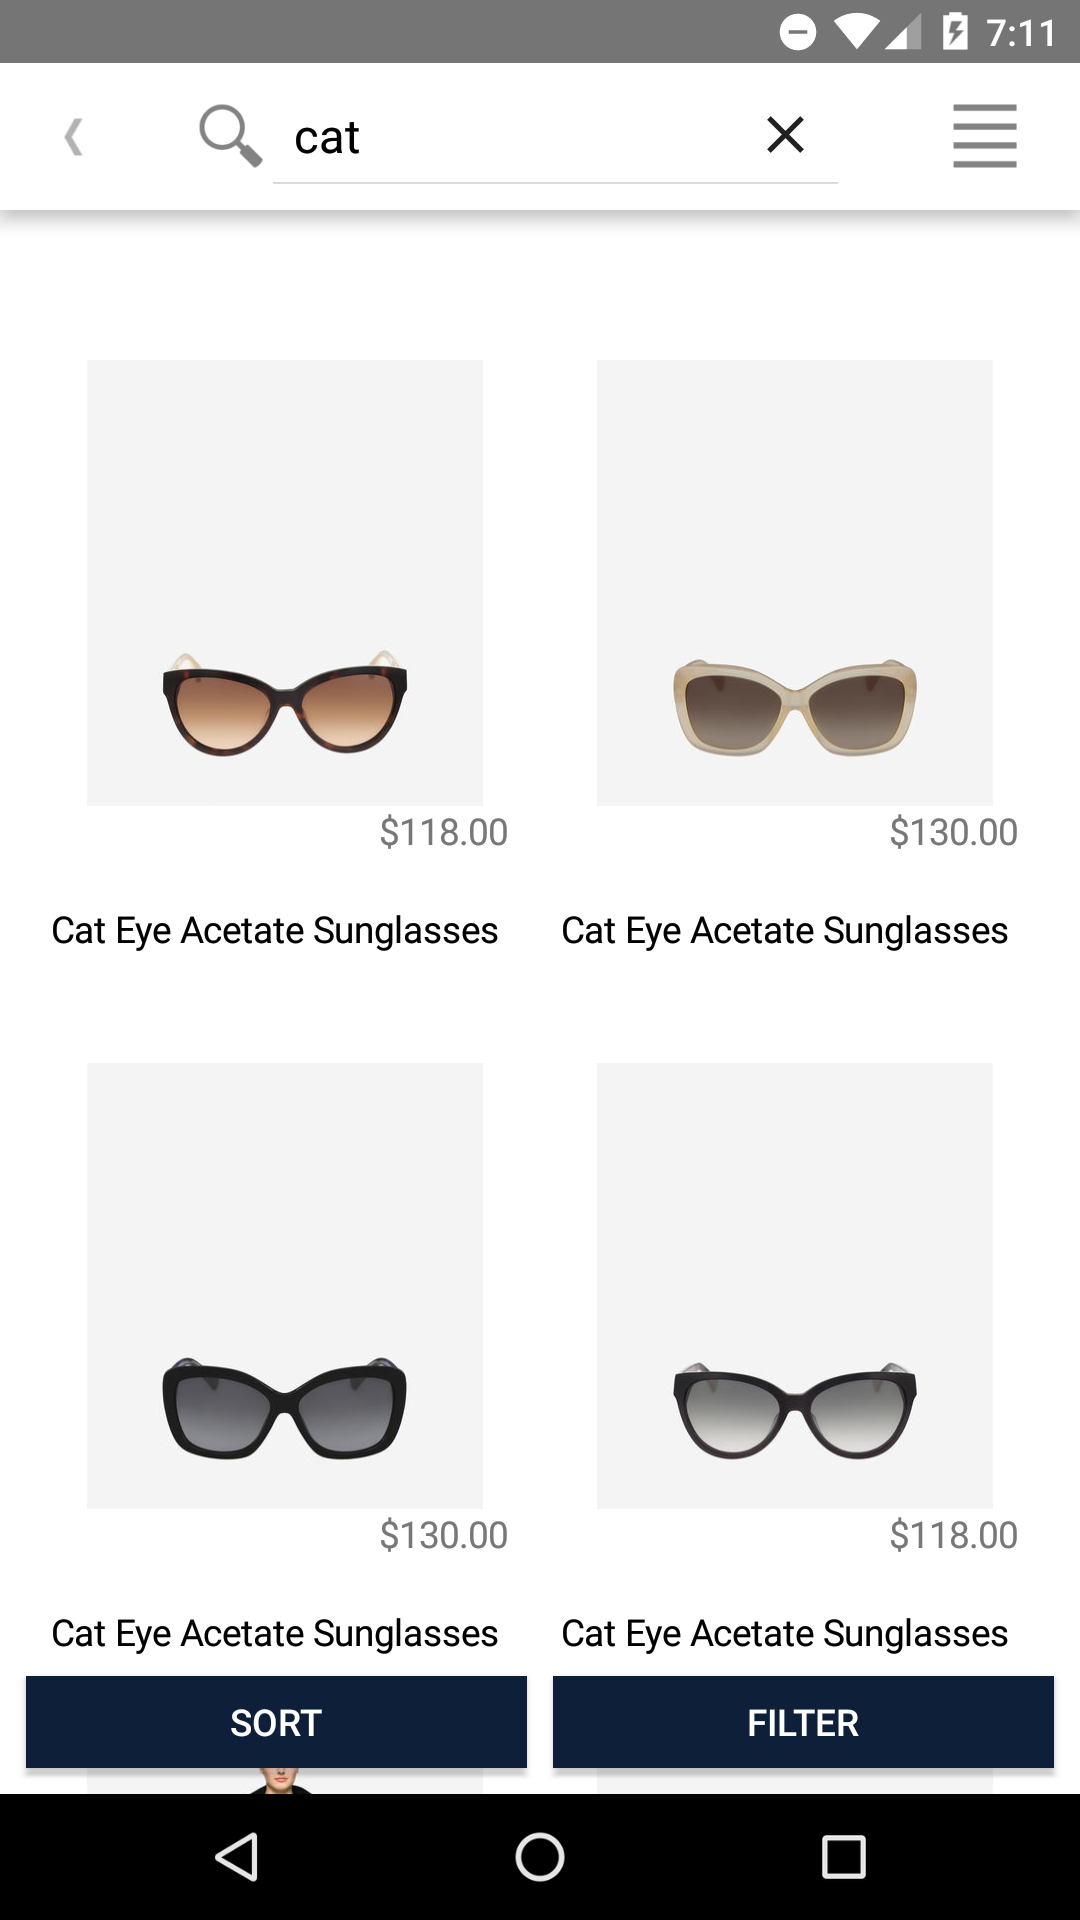 7:11
cat
$118.00
$130.00
Cat Eye Acetate Sunglasses
Cat Eye Acetate Sunglasses
$130.00
$118.00
Cat Eye Acetate Sunglasses
Cat Eye Acetate Sunglasses
SORT
FILTER